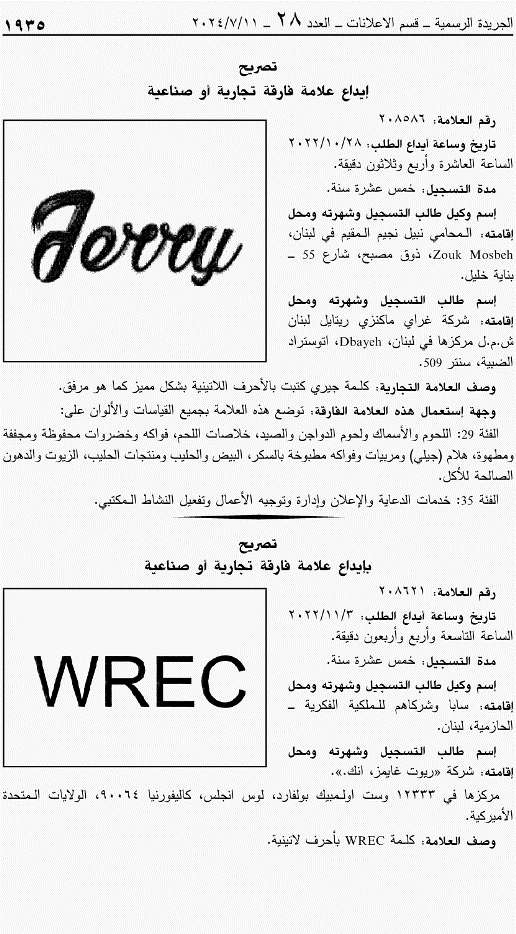 الجريدة الرسمية ــ قسم الاعلانات ــ العدد ٢٨ ــ ٢٠٢٤/٧/١١
١٩٣٥
تصريح
إيداع علامة فارقة تجارية أو صناعية
Jerry
رقم العلامة: ٢٠٨٥٨٦
تاريخ وساعة أيداع الطلب: ٢٠٢٢/١٠/٢٨
الساعة العاشرة وأربع وثلاثون دقيقة.
مدة التسجيل: خمس عشرة سنة.
إسم وكيل طالب التسجيل وشهرته ومحل
إقامته: المحامي نبيل نجيم المقيم في لبنان،
Zouk Mosbeh، ذوق مصبح، شارع 55 ــ
بناية خليل.
إسم طالب التسجيل وشهرته ومحل
إقامته: شركة غراي ماكنزي ريتايل لبنان
ش.م.ل مركزها في لبنان، Dbayeh، اتوستراد
الضبية، سنتر 509.
وصف العلامة التجارية: كلمة جيري كتبت بالأحرف اللاتينية بشكل مميز كما هو مرفق.
وجهة إستعمال هذه العلامة الفارقة: توضع هذه العلامة بجميع القياسات والألوان على:
الفئة 29: اللحوم والأسماك ولحوم الدواجن والصيد، خلاصات اللحم، فواكه وخضروات محفوظة ومجففة
ومطهوة، هلام (جيلي) ومربيات وفواكه مطبوخة بالسكر، البيض والحليب ومنتجات الحليب، الزيوت والدهون
الصالحة للأكل.
الفئة 35: خدمات الدعاية والإعلان وإدارة وتوجيه الأعمال وتفعيل النشاط المكتبي.
تصريح
بإيداع علامة فارقة تجارية أو صناعية
WREC
رقم العلامة: ٢٠٨٦٢١
تاريخ وساعة أيداع الطلب: ٢٠٢٢/١١/٣
الساعة التاسعة وأربع وأربعون دقيقة.
مدة التسجيل: خمس عشرة سنة.
إسم وكيل طالب التسجيل وشهرته ومحل
إقامته: سابا وشركاهم للملكية الفكرية ــ
الحازمية، لبنان.
إسم طالب التسجيل وشهرته ومحل
إقامته: شركة «ريوت غايمز، انك.».
مركزها في ١٢٣٣٣ وست اولمبيك بولفارد، لوس انجلس، كاليفورنيا ٩٠٠٦٤، الولايات المتحدة
الأميركية.
وصف العلامة: كلمة WREC بأحرف لاتينية.